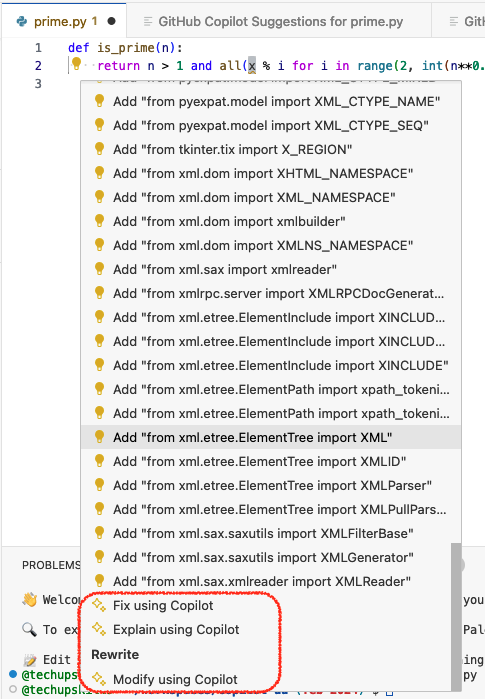 prime.py 1
GitHub Copilot Suggestions for prime.py
GitH
1 def is_prime(n):
2 return n > 1 and all(x % i for i in range(2, int(n**0.
3
Add "from pyexpat.model import XML_CTYPE_NAME"
Add "from pyexpat.model import XML_CTYPE_SEQ"
Add "from tkinter.tix import X_REGION"
Add "from xml.dom import XHTML_NAMESPACE"
Add "from xml.dom import XML_NAMESPACE"
Add "from xml.dom import xmlbuilder"
Add "from xml.dom import XMLNS_NAMESPACE"
Add "from xml.sax import xmlreader"
Add "from xmlrpc.server import XMLRPCDocGenerat...
Add "from xml.etree.ElementInclude import XINCLUD...
Add "from xml.etree.ElementInclude import XINCLUD...
Add "from xml.etree.ElementInclude import XINCLUDE"
Add "from xml.etree.ElementPath import xpath_tokeni...
Add "from xml.etree.ElementPath import xpath_tokeni...
Add "from xml.etree.ElementTree import XML"
Add "from xml.etree.ElementTree import XMLID"
Add "from xml.etree.ElementTree import XMLParser"
Add "from xml.etree.ElementTree import XMLPullPars...
Add "from xml.sax.saxutils import XMLFilterBase"
Add "from xml.sax.saxutils import XMLGenerator"
Add "from xml.sax.xmlreader import XMLReader"
PROBLEMS
Fix using Copilot
👋 Welcom
you
Explain using Copilot
🔍 To ex
Pale
Rewrite
📝 Edit
ing
Modify using Copilot
@techups
py
@techupsk